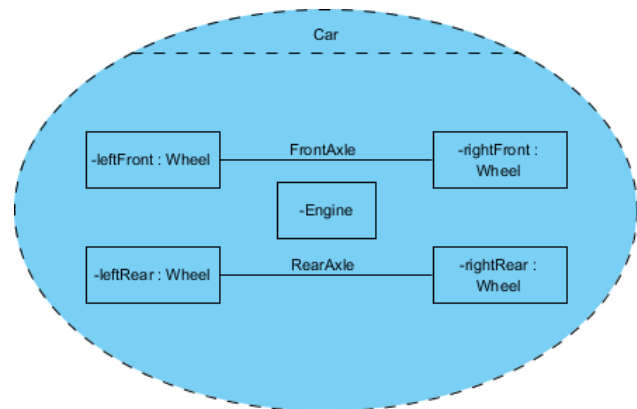 Car
-leftFront : Wheel
FrontAxle
-rightFront :
Wheel
-Engine
-leftRear : Wheel
RearAxle
-rightRear :
Wheel